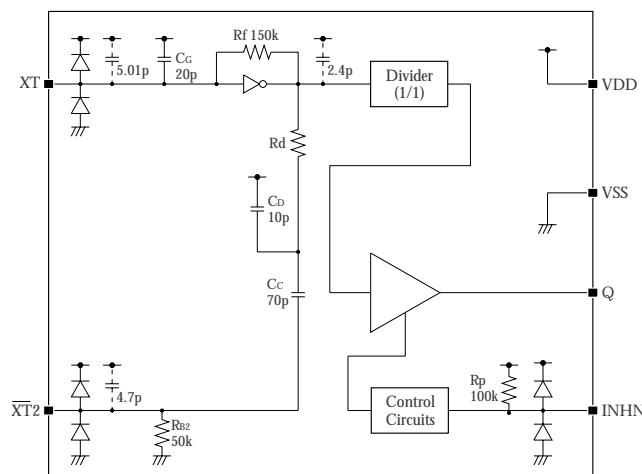 Rf 150k
CG
20p
5.01p
2.4p
XT
Divider
(1/1)
VDD
Rd
CD
10p
VSS
CC
70p
Q
4.7p
Rp
100k
XT2
RB2
50k
Control
Circuits
INHN